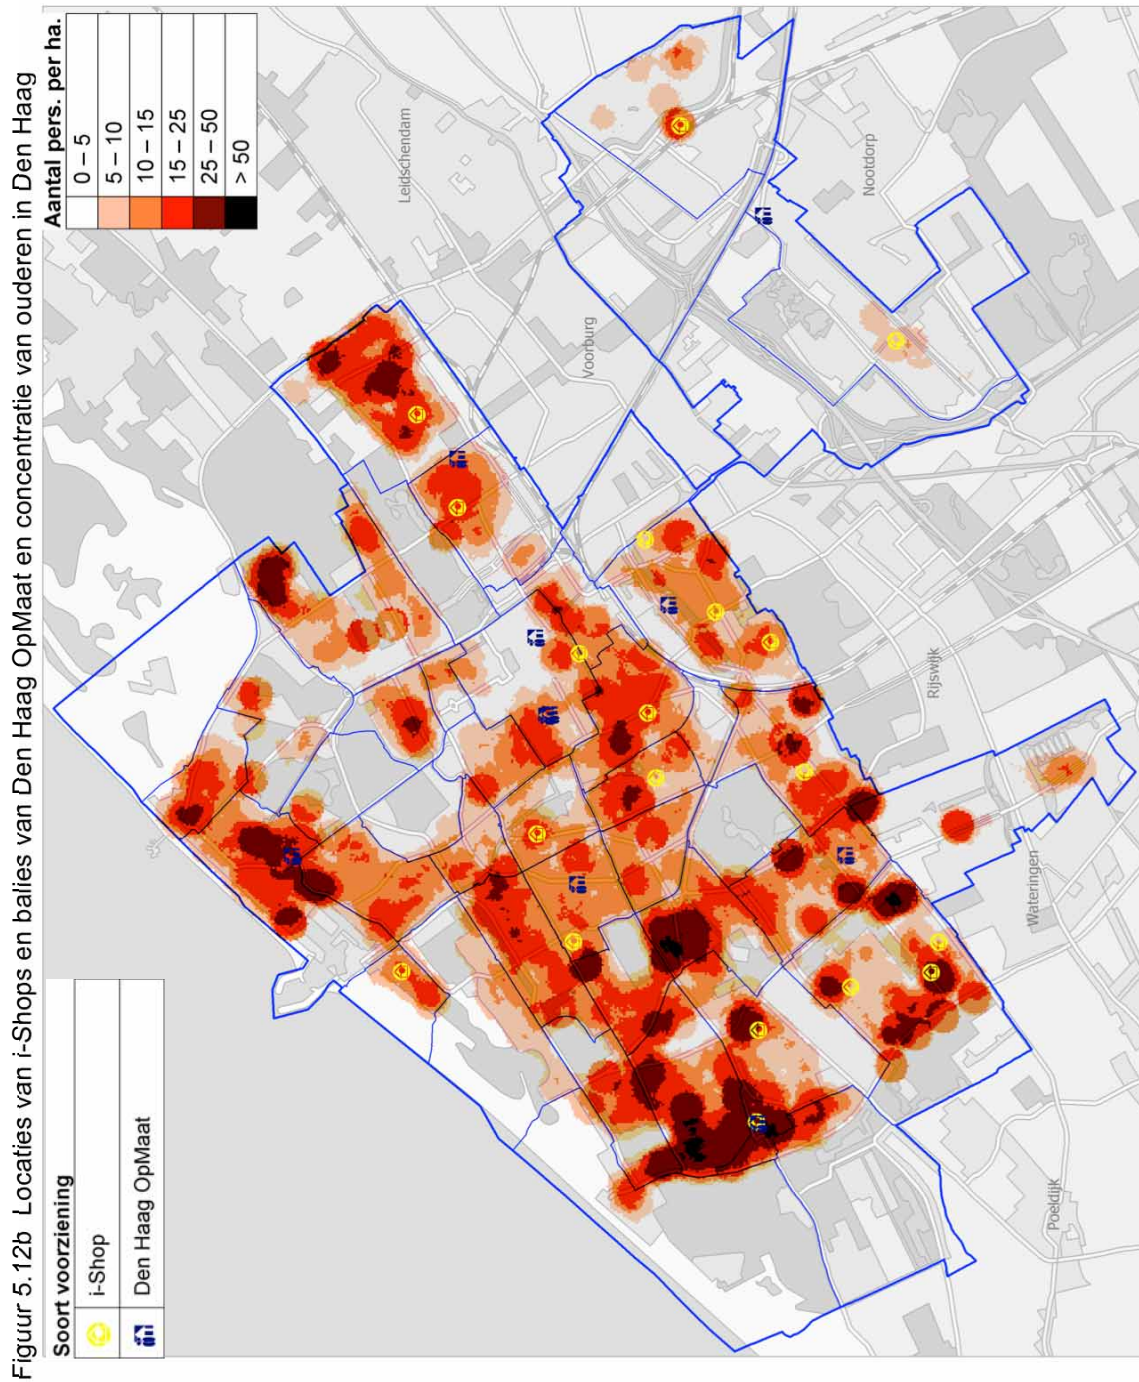 Figuur 5.12b Locaties van i-Shops en balies van Den Haag OpMaat en concentratie van ouderen in Den Haag
Soort voorziening
i-Shop
Den Haag OpMaat
Aantal pers. per ha.
0 – 5
5 – 10
10 – 15
15 – 25
25 – 50
> 50
Leidschendam
Voorburg
Nootdorp
Rijswijk
Wateringen
Poeldijk